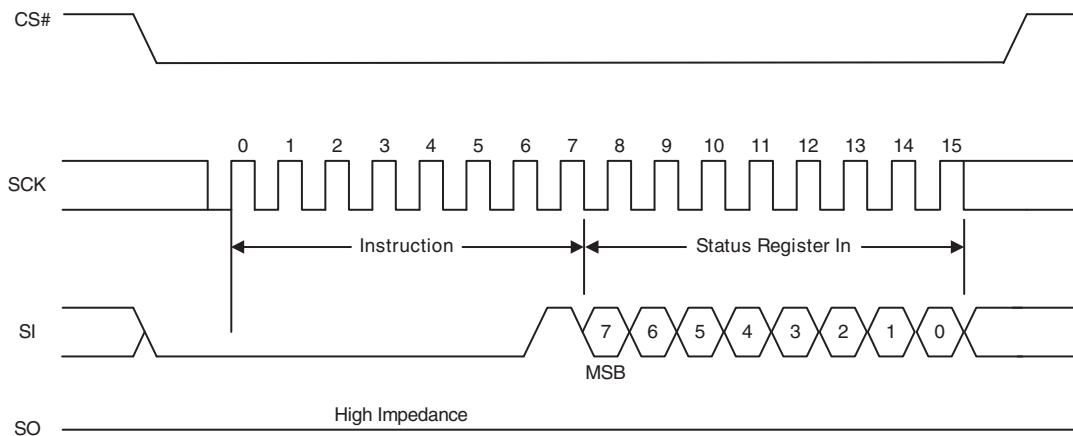 CS#
0 1 2 3 4 5 6 7 8 9 10 11 12 13 14 15
SCK
Instruction Status Register In
SI 7 6 5 4 3 2 1 0
MSB
High Impedance
SO